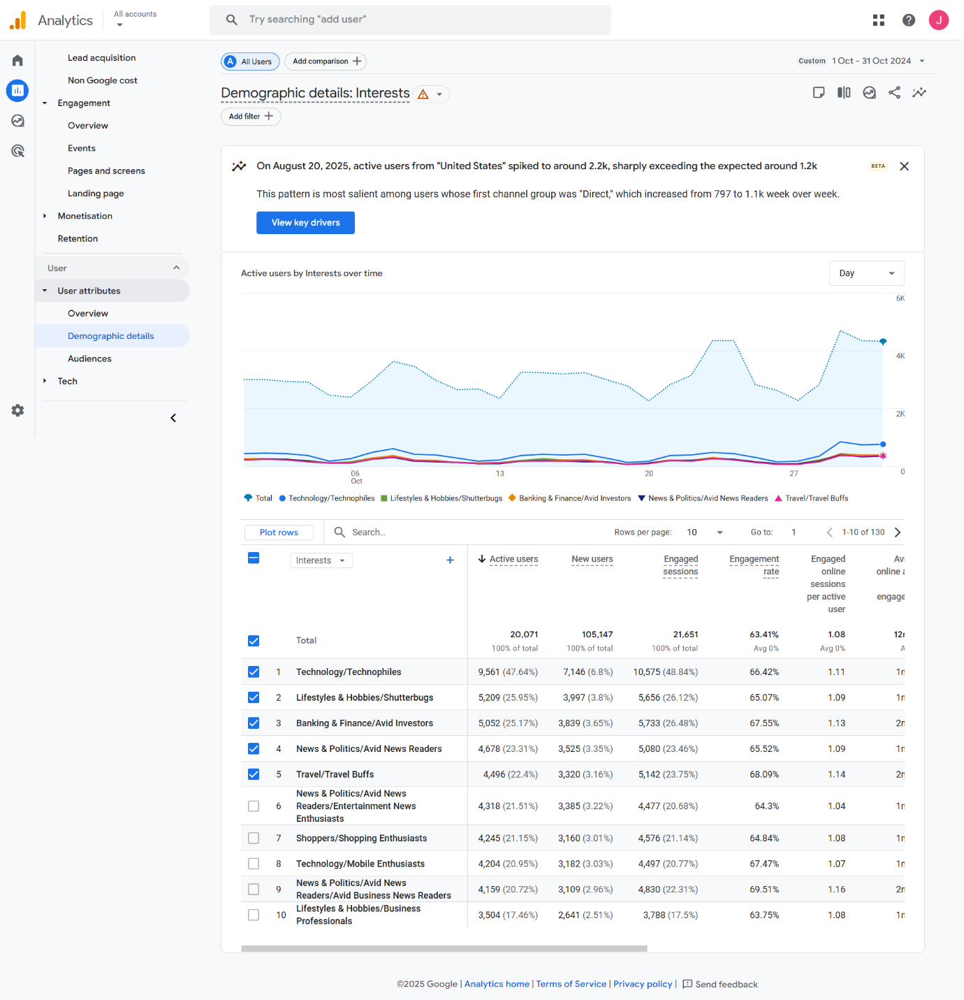 Analytics
All accounts
Try searching "add user"
J
Lead acquisition
Non Google cost
Engagement
Overview
Events
Pages and screens
Landing page
Monetisation
Retention
User
User attributes
Overview
Demographic details
Audiences
Tech
A All Users
Add comparison
Custom 1 Oct - 31 Oct 2024
Demographic details: Interests
Add filter
On August 20, 2025, active users from "United States" spiked to around 2.2k, sharply exceeding the expected around 1.2k
BETA
This pattern is most salient among users whose first channel group was "Direct," which increased from 797 to 1.1k week over week.
View key drivers
Active users by Interests over time
Day
6K
4K
2K
0
06
Oct
13
20
27
Total Technology/Technophiles Lifestyles & Hobbies/Shutterbugs Banking & Finance/Avid Investors News & Politics/Avid News Readers Travel/Travel Buffs
Plot rows
Search...
Rows per page: 10
Go to: 1
1-10 of 130
Interests
Active users
New users
Engaged
sessions
Engagement
rate
Engaged
online
sessions
per active
user
online
Total
20,071 105,147 21,651 63.41% 1.08
100% of total 100% of total 100% of total Avg 0% Avg 0%
1 Technology/Technophiles 9,561 (47.64%) 7,146 (6.8%) 10,575 (48.84%) 66.42% 1.11
2 Lifestyles & Hobbies/Shutterbugs 5,209 (25.95%) 3,997 (3.8%) 5,656 (26.12%) 65.07% 1.09
3 Banking & Finance/Avid Investors 5,052 (25.17%) 3,839 (3.65%) 5,733 (26.48%) 67.55% 1.13
4 News & Politics/Avid News Readers 4,678 (23.31%) 3,525 (3.35%) 5,080 (23.46%) 65.52% 1.09
5 Travel/Travel Buffs 4,496 (22.4%) 3,320 (3.16%) 5,142 (23.75%) 68.09% 1.14
News & Politics/Avid News
6 Readers/Entertainment News 4,318 (21.51%) 3,385 (3.22%) 4,477 (20.68%) 64.3% 1.04
Enthusiasts
7 Shoppers/Shopping Enthusiasts 4,245 (21.15%) 3,160 (3.01%) 4,576 (21.14%) 64.84% 1.08
8 Technology/Mobile Enthusiasts 4,204 (20.95%) 3,182 (3.03%) 4,497 (20.77%) 67.47% 1.07
News & Politics/Avid News
9 Readers/Avid Business News Readers 4,159 (20.72%) 3,109 (2.96%) 4,830 (22.31%) 69.51% 1.16
Lifestyles & Hobbies/Business
10 Professionals 3,504 (17.46%) 2,641 (2.51%) 3,788 (17.5%) 63.75% 1.08
©2025 Google | Analytics home | Terms of Service | Privacy policy | Send feedback